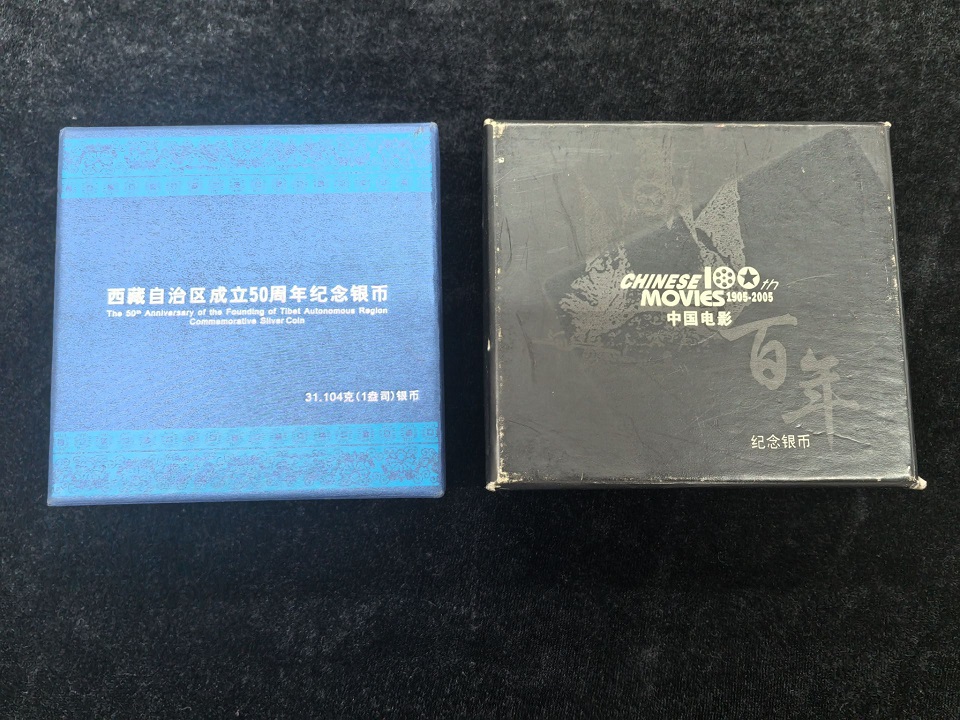 西藏自治区成立50周年纪念银币
The 50th Anniversary of the Founding of Tibet Autonomous Region
Commemorative Silver Coin
31.104克(1盎司)银币
CHINESE 100th
MOVIES 1905-2005
中国电影
百年
纪念银币